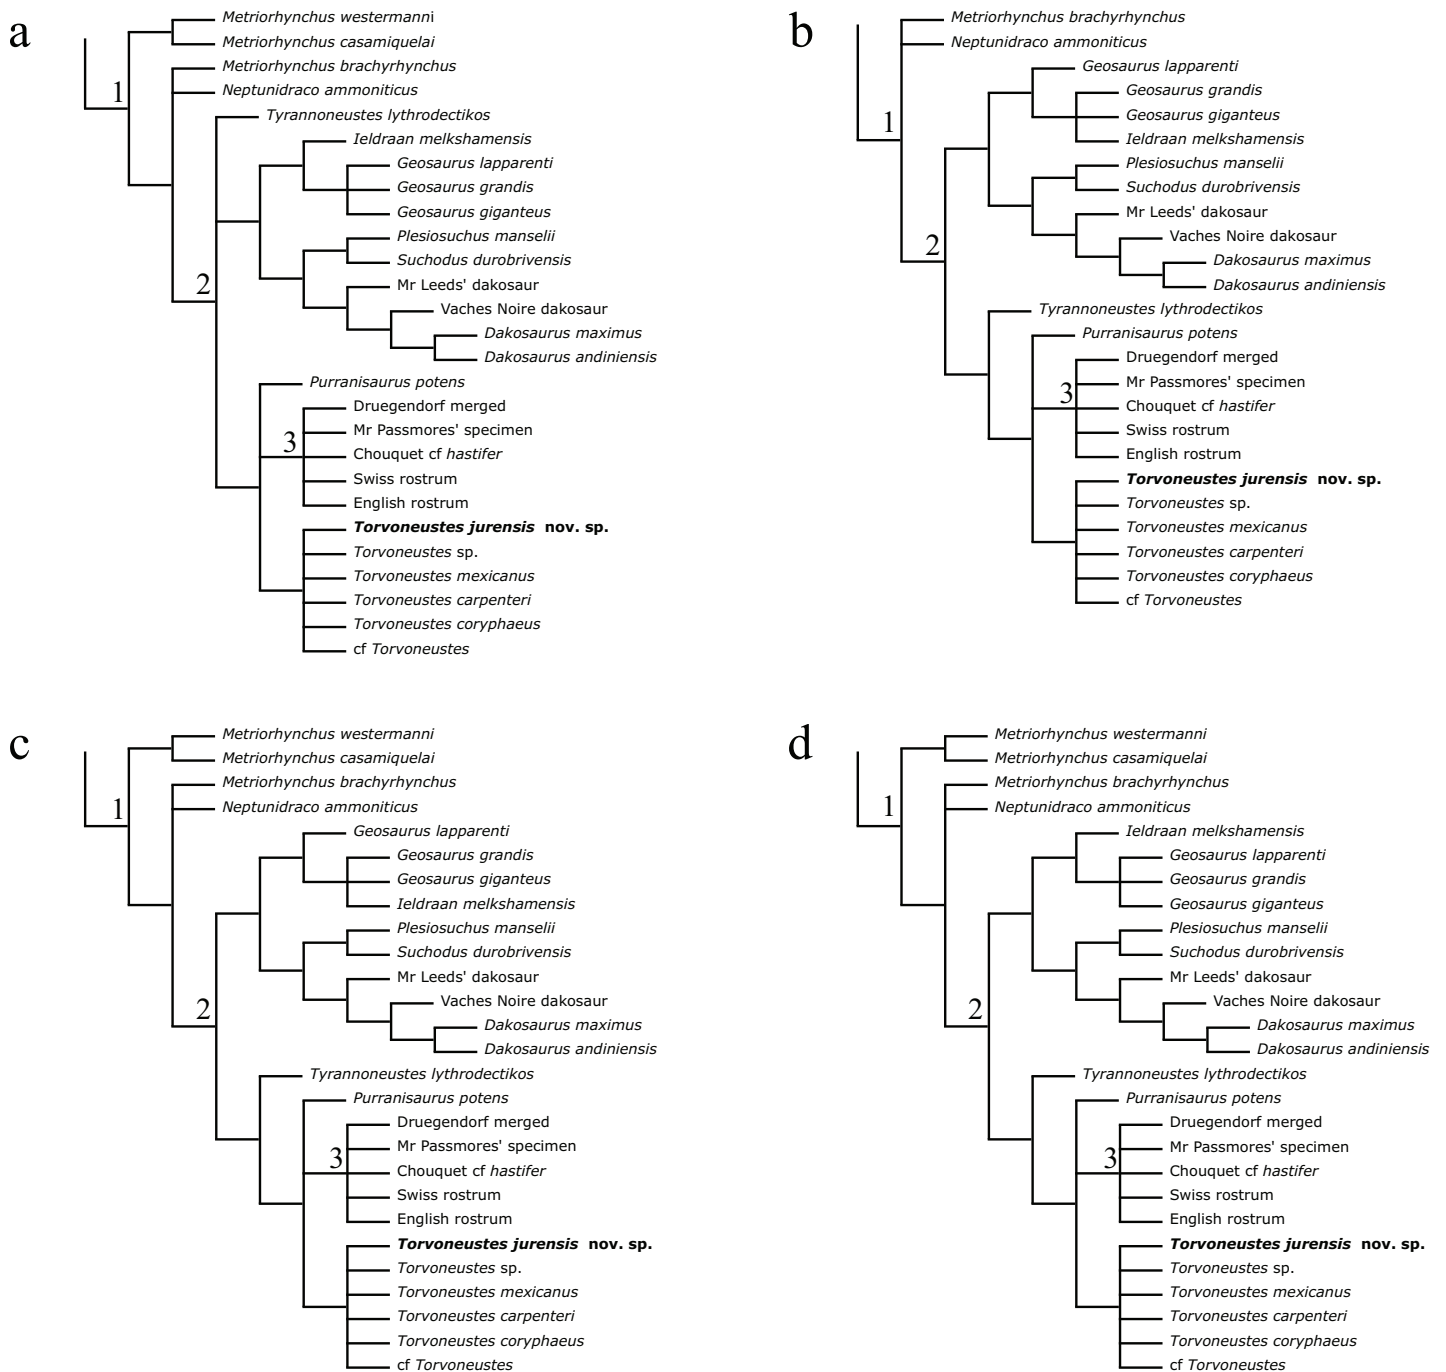 a
Metriorhynchus westermanni
Metriorhynchus casamiquelai
Metriorhynchus brachyrhynchus
1
Neptunidraco ammoniticus
Tyrannoneustes lythrodectikos
Ieldraan melkshamensis
Geosaurus lapparenti
Geosaurus grandis
Geosaurus giganteus
Plesiosuchus manselii
Suchodus durobrivensis
2
Mr Leeds' dakosaur
Vaches Noire dakosaur
Dakosaurus maximus
Dakosaurus andiniensis
Purranisaurus potens
Druegendorf merged
Mr Passmores' specimen
3
Chouquet cf hastifer
Swiss rostrum
English rostrum
Torvoneustes jurensis nov. sp.
Torvoneustes sp.
Torvoneustes mexicanus
Torvoneustes carpenteri
Torvoneustes coryphaeus
cf Torvoneustes
b
Metriorhynchus brachyrhynchus
Neptunidraco ammoniticus
Geosaurus lapparenti
Geosaurus grandis
1
Geosaurus giganteus
Ieldraan melkshamensis
Plesiosuchus manselii
Suchodus durobrivensis
Mr Leeds' dakosaur
2
Vaches Noire dakosaur
Dakosaurus maximus
Dakosaurus andiniensis
Tyrannoneustes lythrodectikos
Purranisaurus potens
Druegendorf merged
Mr Passmores' specimen
3
Chouquet cf hastifer
Swiss rostrum
English rostrum
Torvoneustes jurensis nov. sp.
Torvoneustes sp.
Torvoneustes mexicanus
Torvoneustes carpenteri
Torvoneustes coryphaeus
cf Torvoneustes
c
Metriorhynchus westermanni
Metriorhynchus casamiquelai
Metriorhynchus brachyrhynchus
1
Neptunidraco ammoniticus
Geosaurus lapparenti
Geosaurus grandis
Geosaurus giganteus
Ieldraan melkshamensis
Plesiosuchus manselii
Suchodus durobrivensis
Mr Leeds' dakosaur
2
Vaches Noire dakosaur
Dakosaurus maximus
Dakosaurus andiniensis
Tyrannoneustes lythrodectikos
Purranisaurus potens
Druegendorf merged
Mr Passmores' specimen
3
Chouquet cf hastifer
Swiss rostrum
English rostrum
Torvoneustes jurensis nov. sp.
Torvoneustes sp.
Torvoneustes mexicanus
Torvoneustes carpenteri
Torvoneustes coryphaeus
cf Torvoneustes
d
Metriorhynchus westermanni
Metriorhynchus casamiquelai
Metriorhynchus brachyrhynchus
1
Neptunidraco ammoniticus
Ieldraan melkshamensis
Geosaurus lapparenti
Geosaurus grandis
Geosaurus giganteus
Plesiosuchus manselii
Suchodus durobrivensis
Mr Leeds' dakosaur
2
Vaches Noire dakosaur
Dakosaurus maximus
Dakosaurus andiniensis
Tyrannoneustes lythrodectikos
Purranisaurus potens
Druegendorf merged
Mr Passmores' specimen
3
Chouquet cf hastifer
Swiss rostrum
English rostrum
Torvoneustes jurensis nov. sp.
Torvoneustes sp.
Torvoneustes mexicanus
Torvoneustes carpenteri
Torvoneustes coryphaeus
cf Torvoneustes